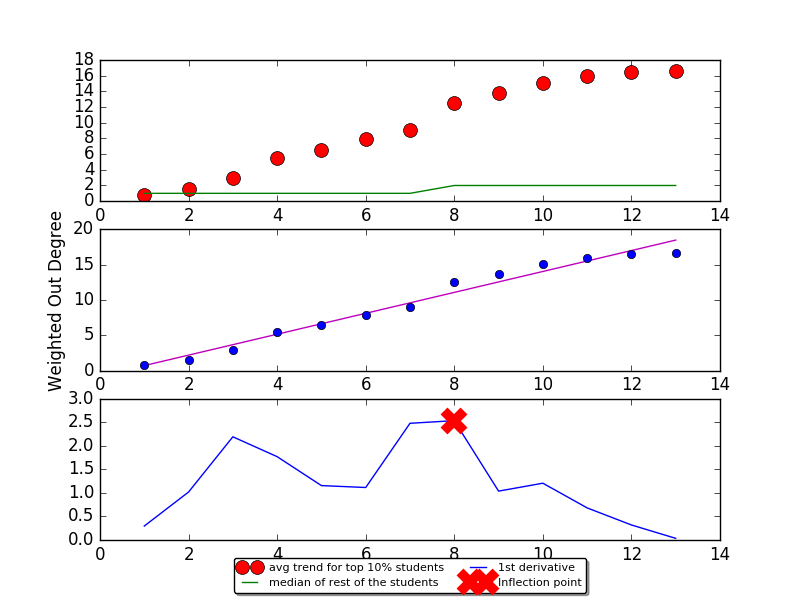 18
16
14
12
10
8
6
4
2
0
0 2 4 6 8 10 12 14
20
15
10
5
0
0 2 4 6 8 10 12 14
Weighted Out Degree
3.0
2.5
2.0
1.5
1.0
0.5
0.0
0 2 4 6 8 10 12 14
avg trend for top 10% students
median of rest of the students
1st derivative
Inflection point